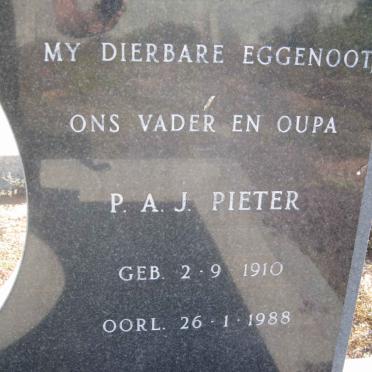 MY DIERBARE EGGENOOT,
ONS VADER EN OUPA
P. A. J. PIETER
GEB. 2-9 1910
OORL. 26-1-1988